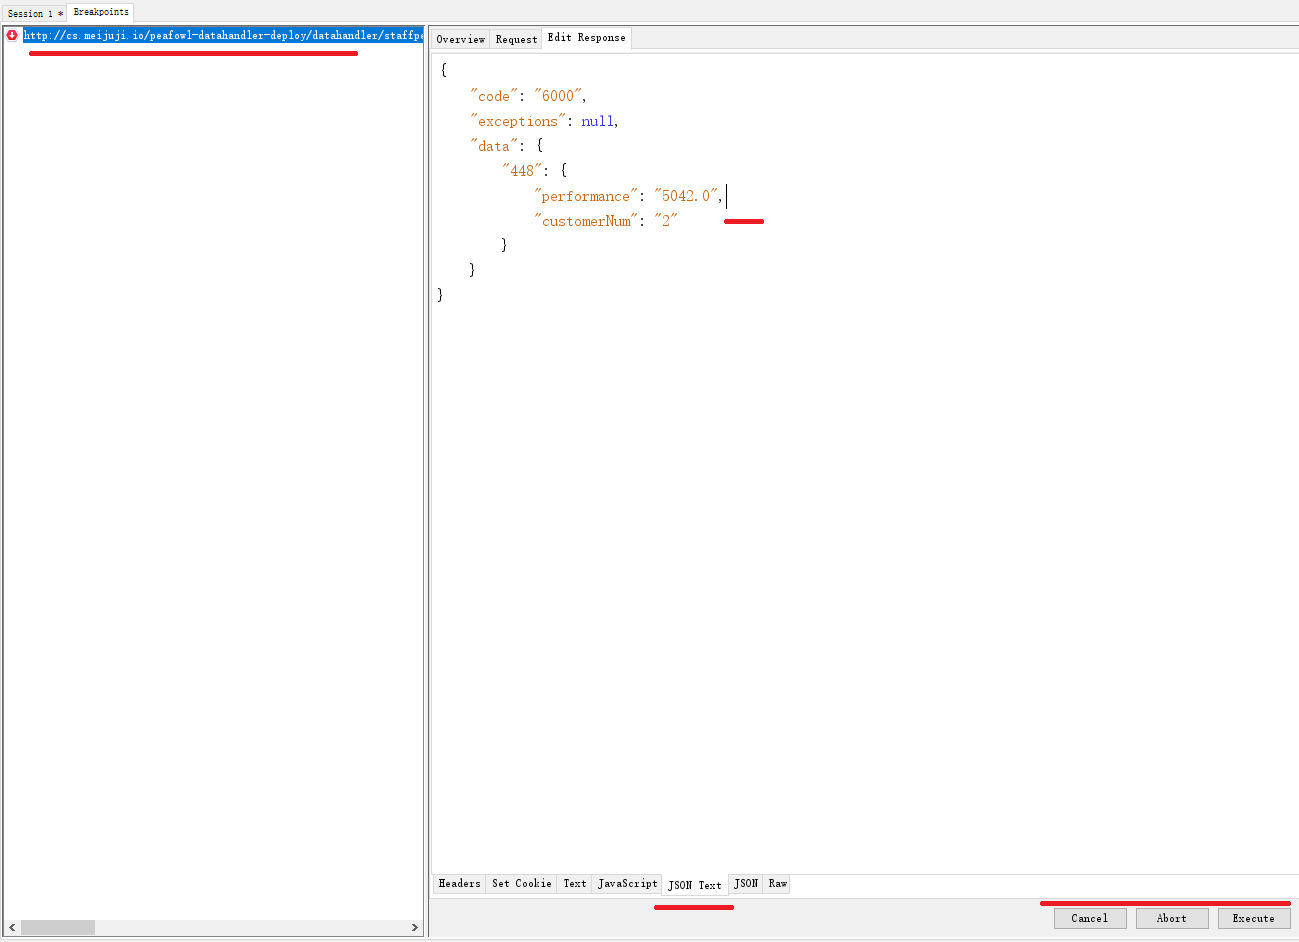 Session 1 *
Breakpoints
http://cs.meijuji.io/peafowl-datahandler-deploy/datahandler/staffpe
Overview
Request
Edit Response
{
"code": "6000",
"exceptions": null,
"data": {
"448": {
"performance": "5042.0",
"customerNum": "2"
}
}
}
Headers
Set Cookie
Text
JavaScript
JSON Text
JSON
Raw
Cancel
Abort
Execute